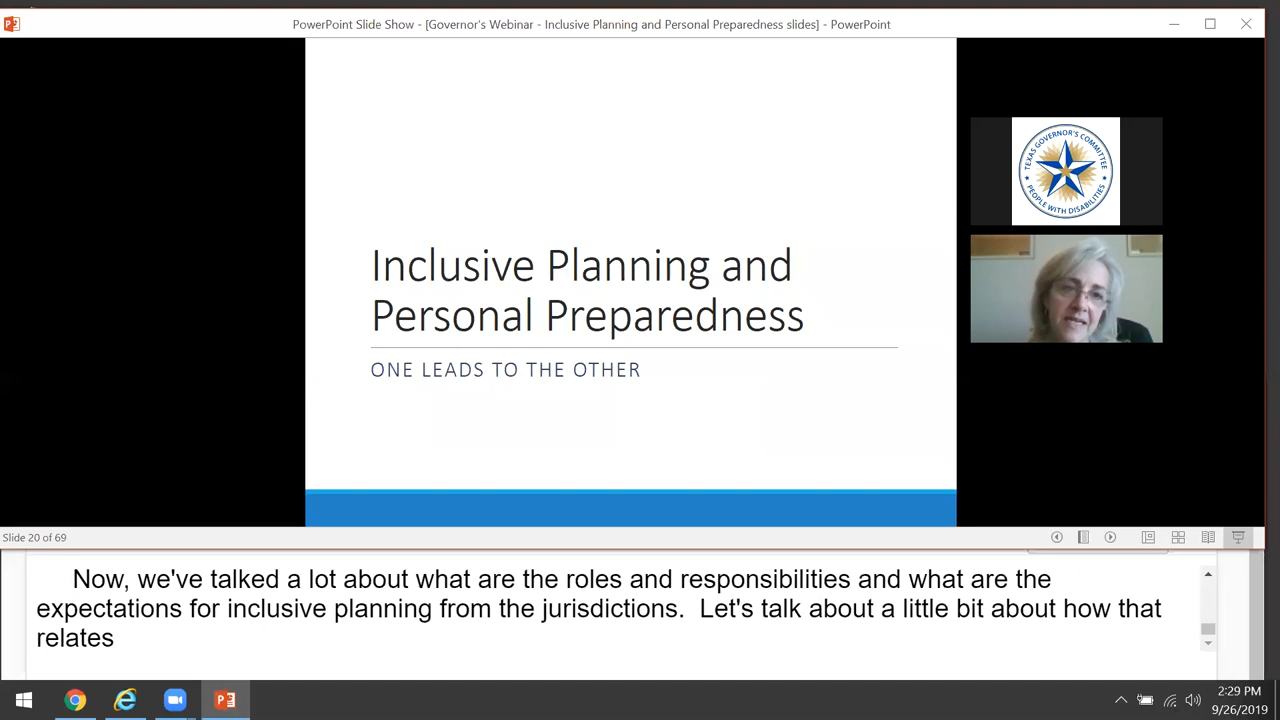 PowerPoint Slide Show - [Governor's Webinar - Inclusive Planning and Personal Preparedness slides] - PowerPoint
TEXAS GOVERNOR'S COMMITTEE
PEOPLE WITH DISABILITIES
Inclusive Planning and
Personal Preparedness
ONE LEADS TO THE OTHER
Slide 20 of 69
Now, we've talked a lot about what are the roles and responsibilities and what are the
expectations for inclusive planning from the jurisdictions.  Let's talk about a little bit about how that
relates
2:29 PM
9/26/2019